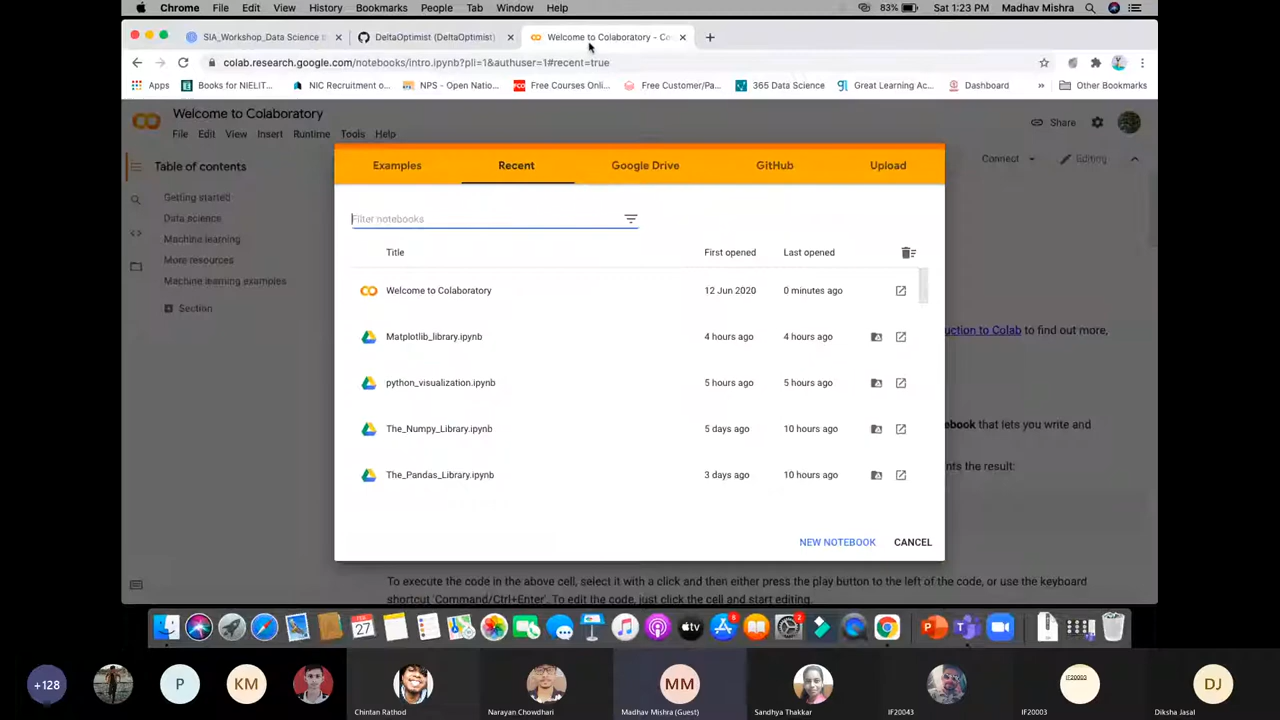 Chrome File Edit View History Bookmarks People Tab Window Help 83% Sat 1:23 PM Madhav Mishra
SIA_Workshop_Data Science DeltaOptimist (DeltaOptimist) Welcome to Colaboratory - Co
colab.research.google.com/notebooks/intro.ipynb?pli=1&authuser=1#recent=true
Apps Books for NIELIT... NIC Recruitment o... NPS - Open Natio... Free Courses Onli... Free Customer/Pa... 365 Data Science Great Learning Ac... Dashboard » Other Bookmarks
Welcome to Colaboratory
File Edit View Insert Runtime Tools Help
Share
Table of contents
Connect Editing
Getting started
Data science
Machine learning
More resources
Machine learning examples
Section
Examples Recent Google Drive GitHub Upload
Filter notebooks
Title First opened Last opened
Welcome to Colaboratory 12 Jun 2020 0 minutes ago
Matplotlib_library.ipynb 4 hours ago 4 hours ago
python_visualization.ipynb 5 hours ago 5 hours ago
The_Numpy_Library.ipynb 5 days ago 10 hours ago
The_Pandas_Library.ipynb 3 days ago 10 hours ago
NEW NOTEBOOK CANCEL
uction to Colab to find out more,
ebook that lets you write and
nts the result:
To execute the code in the above cell, select it with a click and then either press the play button to the left of the code, or use the keyboard
shortcut 'Command/Ctrl+Enter'. To edit the code, just click the cell and start editing.
27 tv 6 2
+128 P KM MM IF20003 DJ
Chintan Rathod Narayan Chowdhari Madhav Mishra (Guest) Sandhya Thakkar IF20043 IF20003 Diksha Jasal